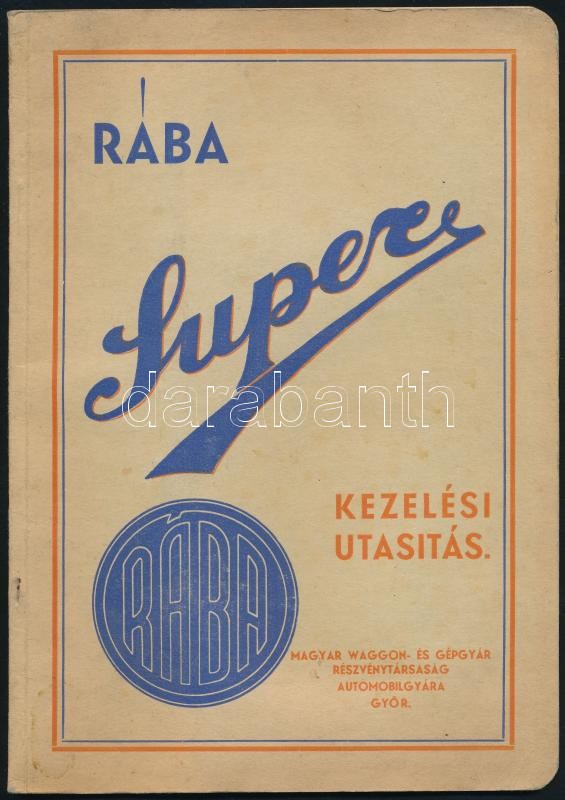 RÁBA
Super
darabanth
KEZELÉSI
UTASITÁS.
RÁBA
MAGYAR WAGGON- ÉS GÉPGYÁR
RÉSZVÉNYTÁRSASÁG
AUTOMOBILGYÁRA
GYŐR.